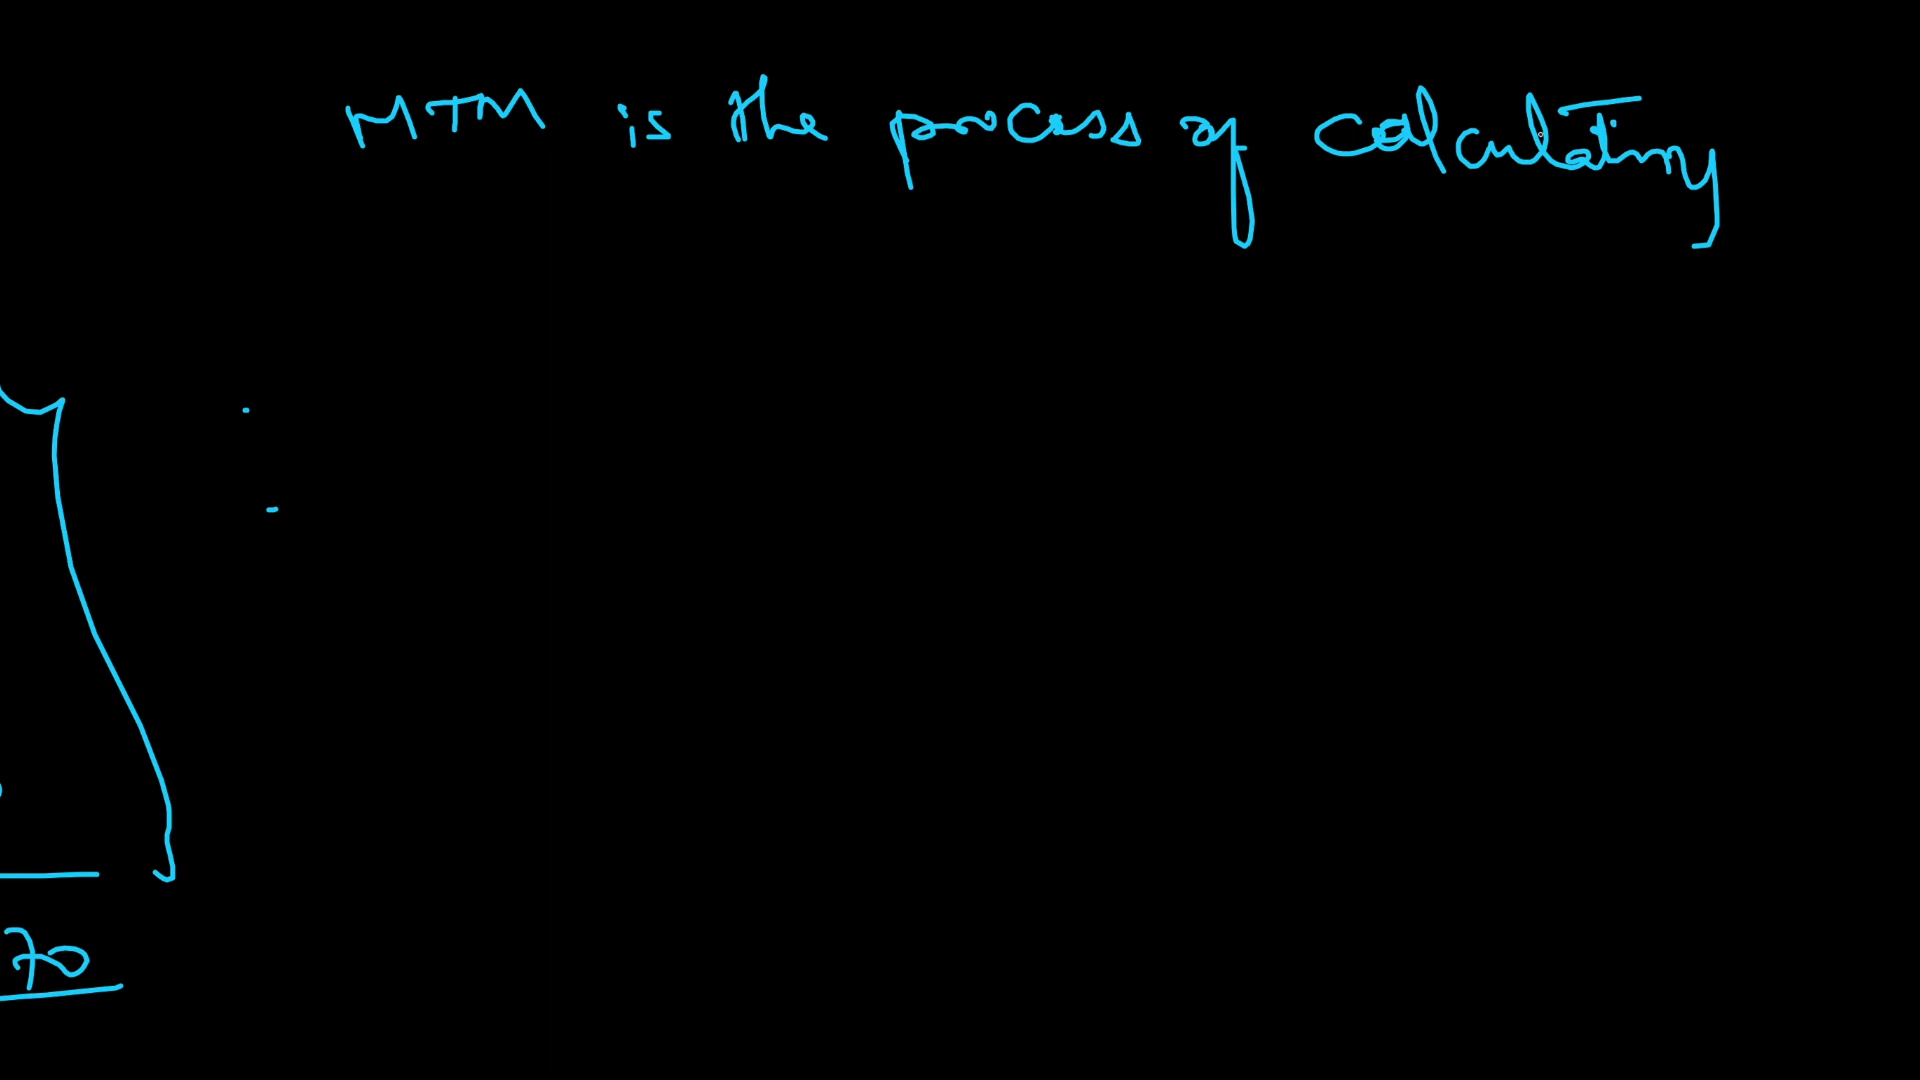 MTM is the process of calculating
70